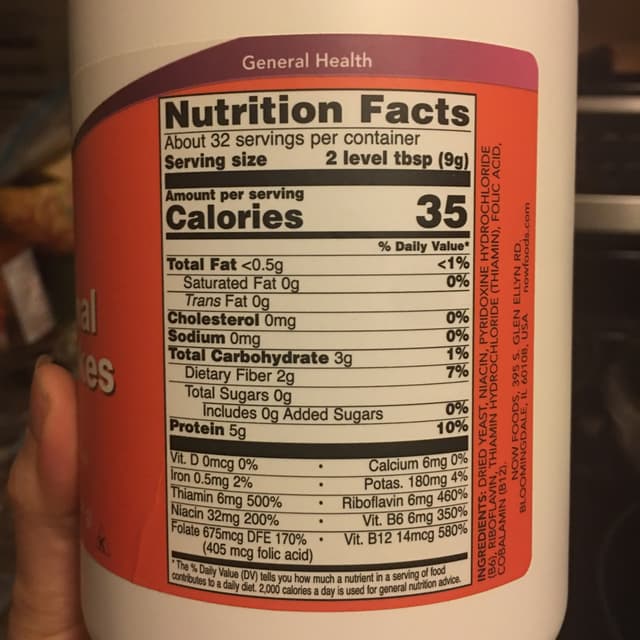 General Health
Nutrition Facts
About 32 servings per container
Serving size 2 level tbsp (9g)
Amount per serving
Calories 35
% Daily Value*
Total Fat <0.5g <1%
Saturated Fat 0g 0%
Trans Fat 0g
Cholesterol 0mg 0%
Sodium 0mg 0%
Total Carbohydrate 3g 1%
Dietary Fiber 2g 7%
Total Sugars 0g
Includes 0g Added Sugars 0%
Protein 5g 10%
Vit. D 0mcg 0% • Calcium 6mg 0%
Iron 0.5mg 2% • Potas. 180mg 4%
Thiamin 6mg 500% • Riboflavin 6mg 460%
Niacin 32mg 200% • Vit. B6 6mg 350%
Folate 675mcg DFE 170% • Vit. B12 14mcg 580%
(405 mcg folic acid)
*The % Daily Value (DV) tells you how much a nutrient in a serving of food
contributes to a daily diet. 2,000 calories a day is used for general nutrition advice.
INGREDIENTS: DRIED YEAST, NIACIN, PYRIDOXINE HYDROCHLORIDE
(B6), RIBOFLAVIN, THIAMIN HYDROCHLORIDE (THIAMIN), FOLIC ACID,
COBALAMIN (B12).
NOW FOODS, 395 S. GLEN ELLYN RD.
BLOOMINGDALE, IL 60108, USA nowfoods.com
al
kes
K